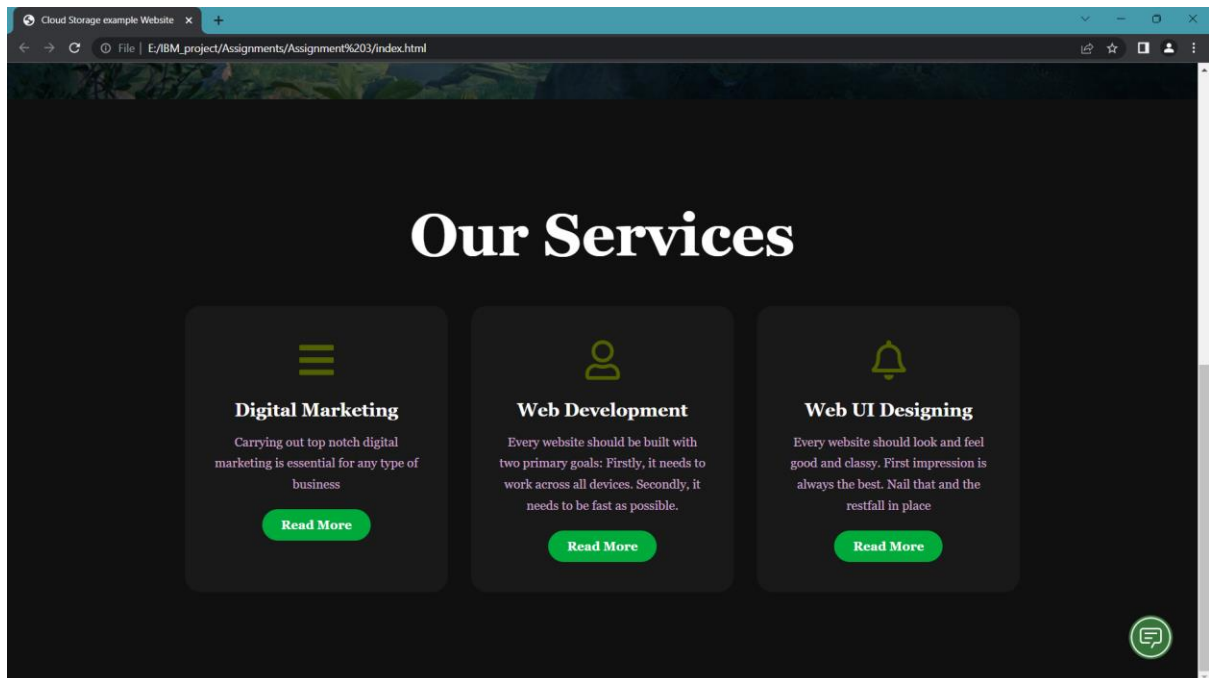 Cloud Storage example Website
File | E:/IBM_project/Assignments/Assignment%203/index.html
Our Services
Digital Marketing
Carrying out top notch digital
marketing is essential for any type of
business
Read More
Web Development
Every website should be built with
two primary goals: Firstly, it needs to
work across all devices. Secondly, it
needs to be fast as possible.
Read More
Web UI Designing
Every website should look and feel
good and classy. First impression is
always the best. Nail that and the
restfall in place
Read More